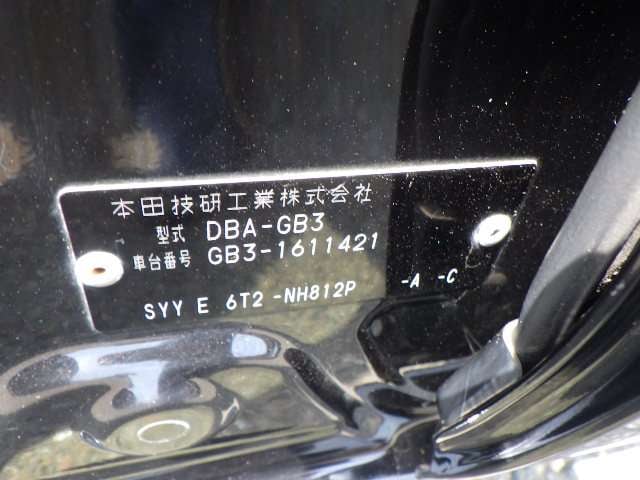 本田技研工業株式会社
型式 DBA-GB3
車台番号 GB3-1611421
SYY E 6T2 -NH812P -A -C